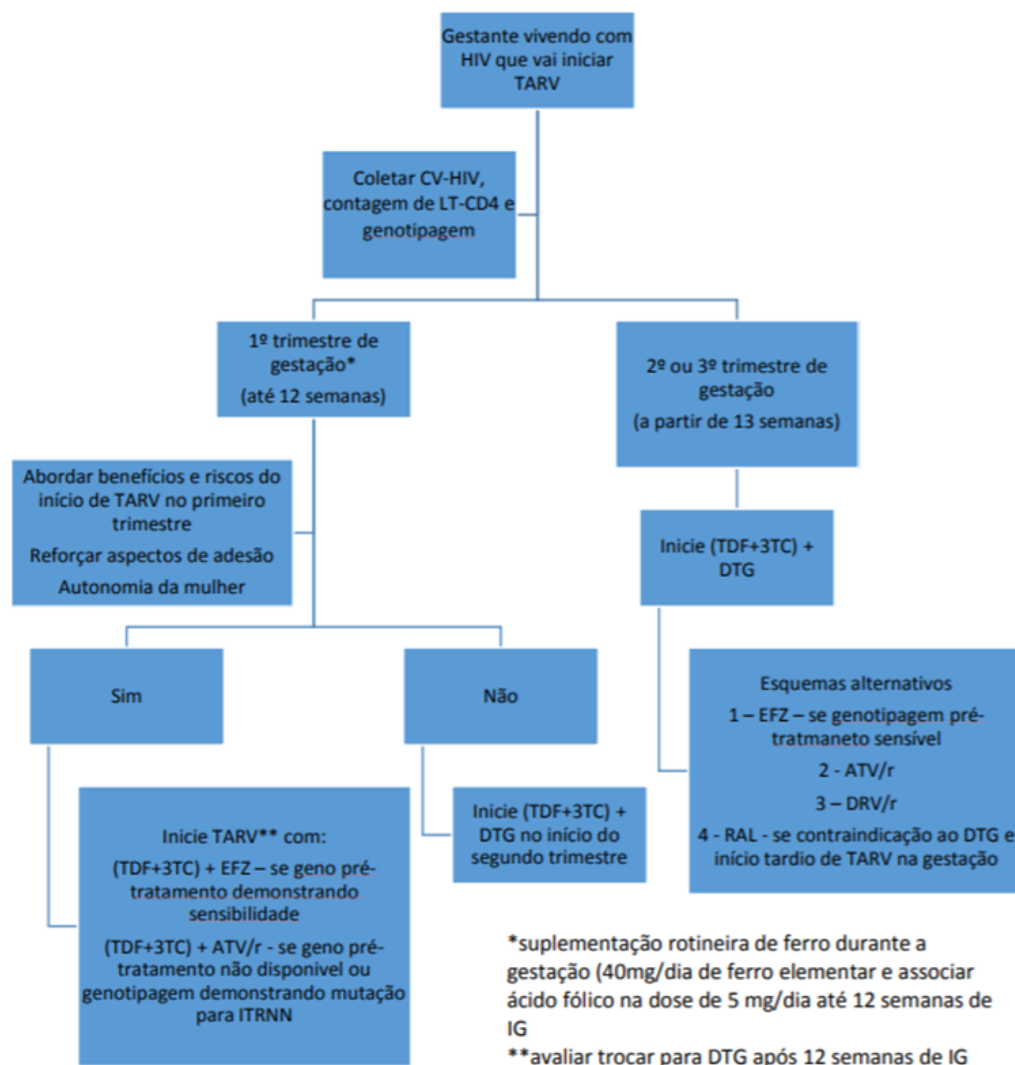 Gestante vivendo com
HIV que vai iniciar
TARV
Coletar CV-HIV,
contagem de LT-CD4 e
genotipagem
1º trimestre de
gestação*
(até 12 semanas)
2º ou 3º trimestre de
gestação
(a partir de 13 semanas)
Abordar benefícios e riscos do
início de TARV no primeiro
trimestre
Reforçar aspectos de adesão
Autonomia da mulher
Inicie (TDF+3TC) +
DTG
Sim
Não
Esquemas alternativos
1 – EFZ – se genotipagem pré-
tratmaneto sensível
2 - ATV/r
3 – DRV/r
4 - RAL - se contraindicação ao DTG e
início tardio de TARV na gestação
Inicie TARV** com:
(TDF+3TC) + EFZ – se geno pré-
tratamento demonstrando
sensibilidade
(TDF+3TC) + ATV/r - se geno pré-
tratamento não disponivel ou
genotipagem demonstrando mutação
para ITRNN
Inicie (TDF+3TC) +
DTG no início do
segundo trimestre
*suplementação rotineira de ferro durante a
gestação (40mg/dia de ferro elementar e associar
ácido fólico na dose de 5 mg/dia até 12 semanas de
IG
**avaliar trocar para DTG após 12 semanas de IG